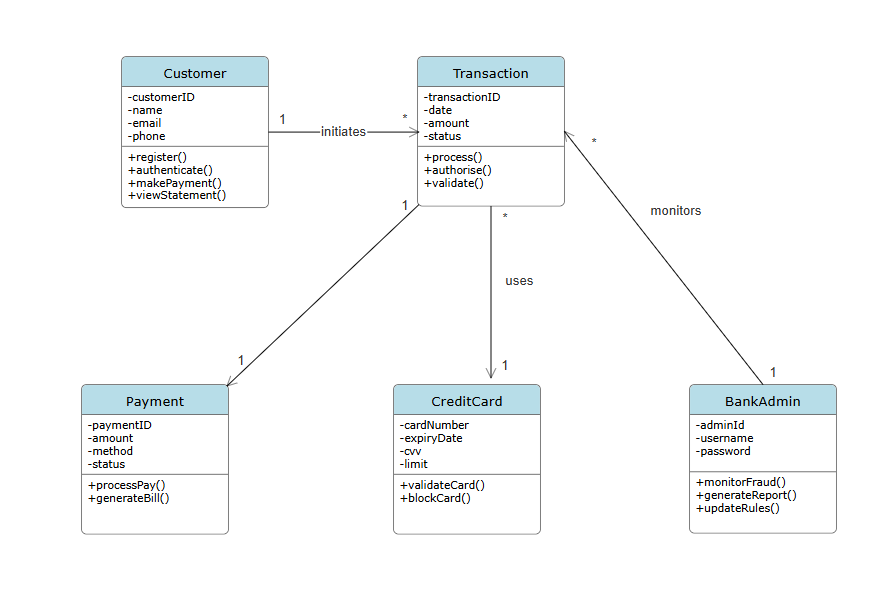 Customer
-customerID
-name
-email
-phone
+register()
+authenticate()
+makePayment()
+viewStatement()
1
initiates
*
Transaction
-transactionID
-date
-amount
-status
+process()
+authorise()
+validate()
*
monitors
1
1
1
*
uses
1
Payment
-paymentID
-amount
-method
-status
+processPay()
+generateBill()
CreditCard
-cardNumber
-expiryDate
-cvv
-limit
+validateCard()
+blockCard()
BankAdmin
-adminId
-username
-password
+monitorFraud()
+generateReport()
+updateRules()